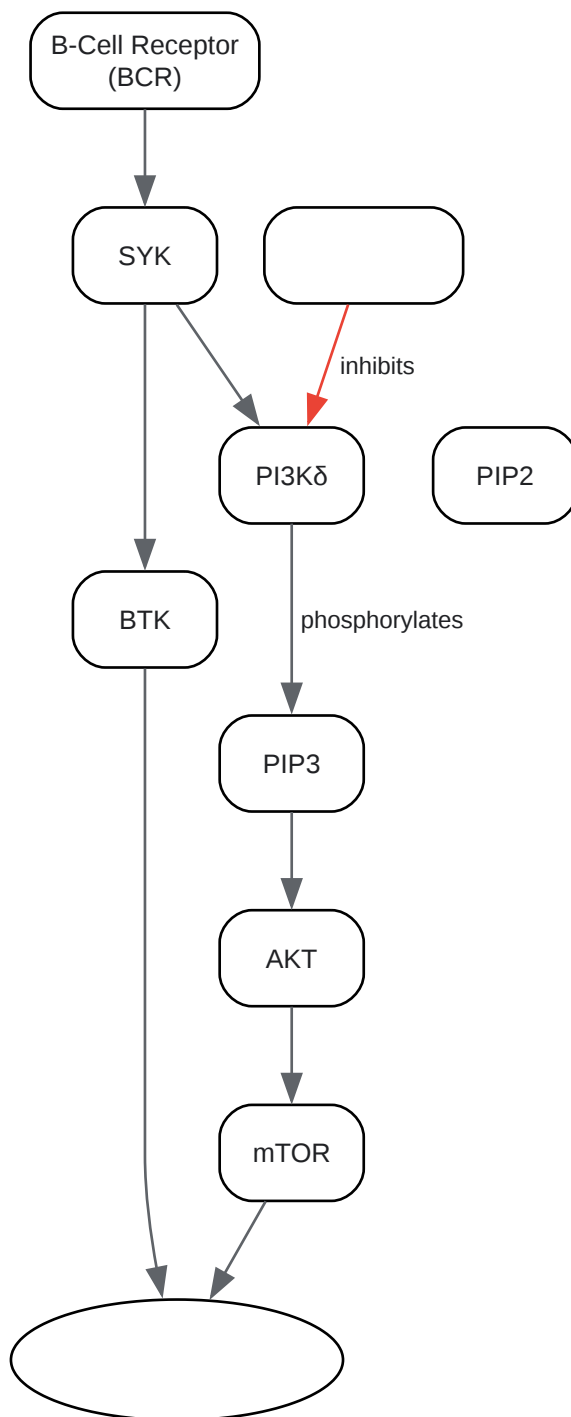 B-Cell Receptor
(BCR)
SYK
inhibits
PI3Kδ
PIP2
BTK
phosphorylates
PIP3
AKT
mTOR